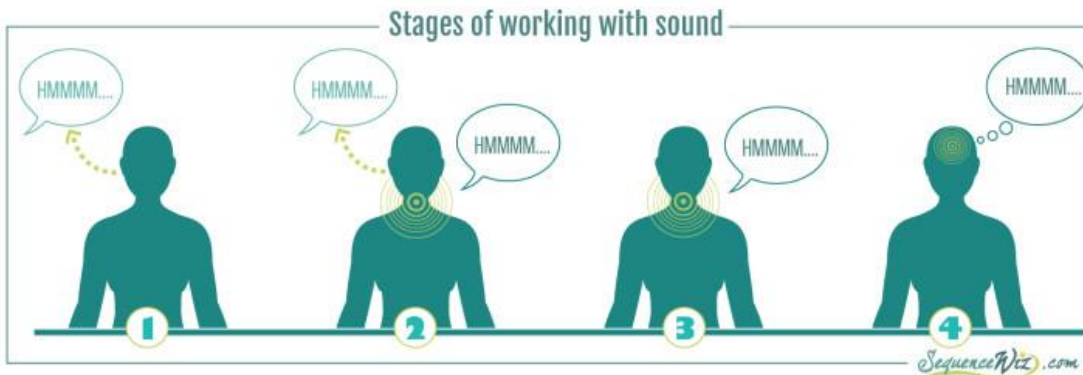 Stages of working with sound
HMMMM....
HMMMM....
HMMMM....
HMMMM....
HMMMM....
HMMMM....
1
2
3
4
SequenceWiz.com